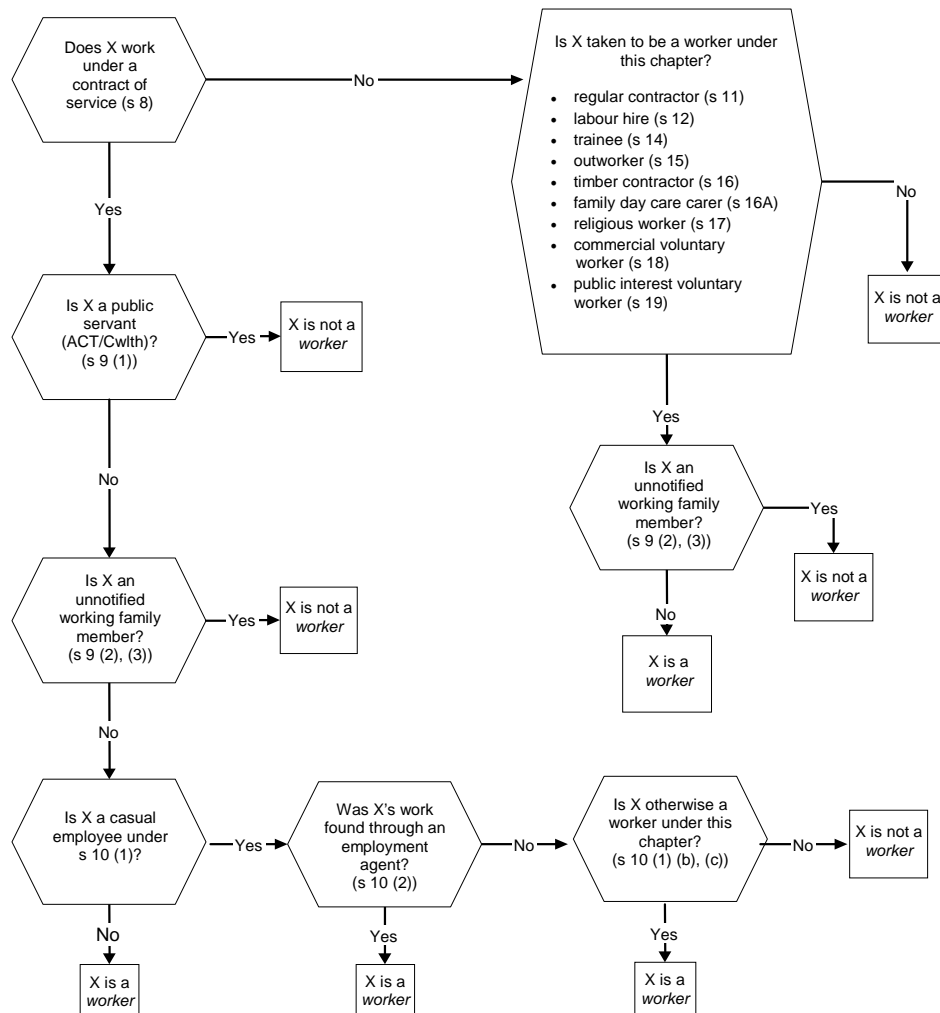 Does X work
under a
contract of
service (s 8)
No
Is X taken to be a worker under
this chapter?
• regular contractor (s 11)
• labour hire (s 12)
• trainee (s 14)
• outworker (s 15)
• timber contractor (s 16)
• family day care carer (s 16A)
• religious worker (s 17)
• commercial voluntary
worker (s 18)
• public interest voluntary
worker (s 19)
No
X is not a
worker
Yes
Is X a public
servant
(ACT/Cwlth)?
(s 9 (1))
Yes
X is not a
worker
Yes
Is X an
unnotified
working family
member?
(s 9 (2), (3))
Yes
X is not a
worker
No
X is a
worker
No
Is X an
unnotified
working family
member?
(s 9 (2), (3))
Yes
X is not a
worker
No
Is X a casual
employee under
s 10 (1)?
Yes
Was X's work
found through an
employment
agent?
(s 10 (2))
No
Is X otherwise a
worker under this
chapter?
(s 10 (1) (b), (c))
No
X is not a
worker
No
X is a
worker
Yes
X is a
worker
Yes
X is a
worker